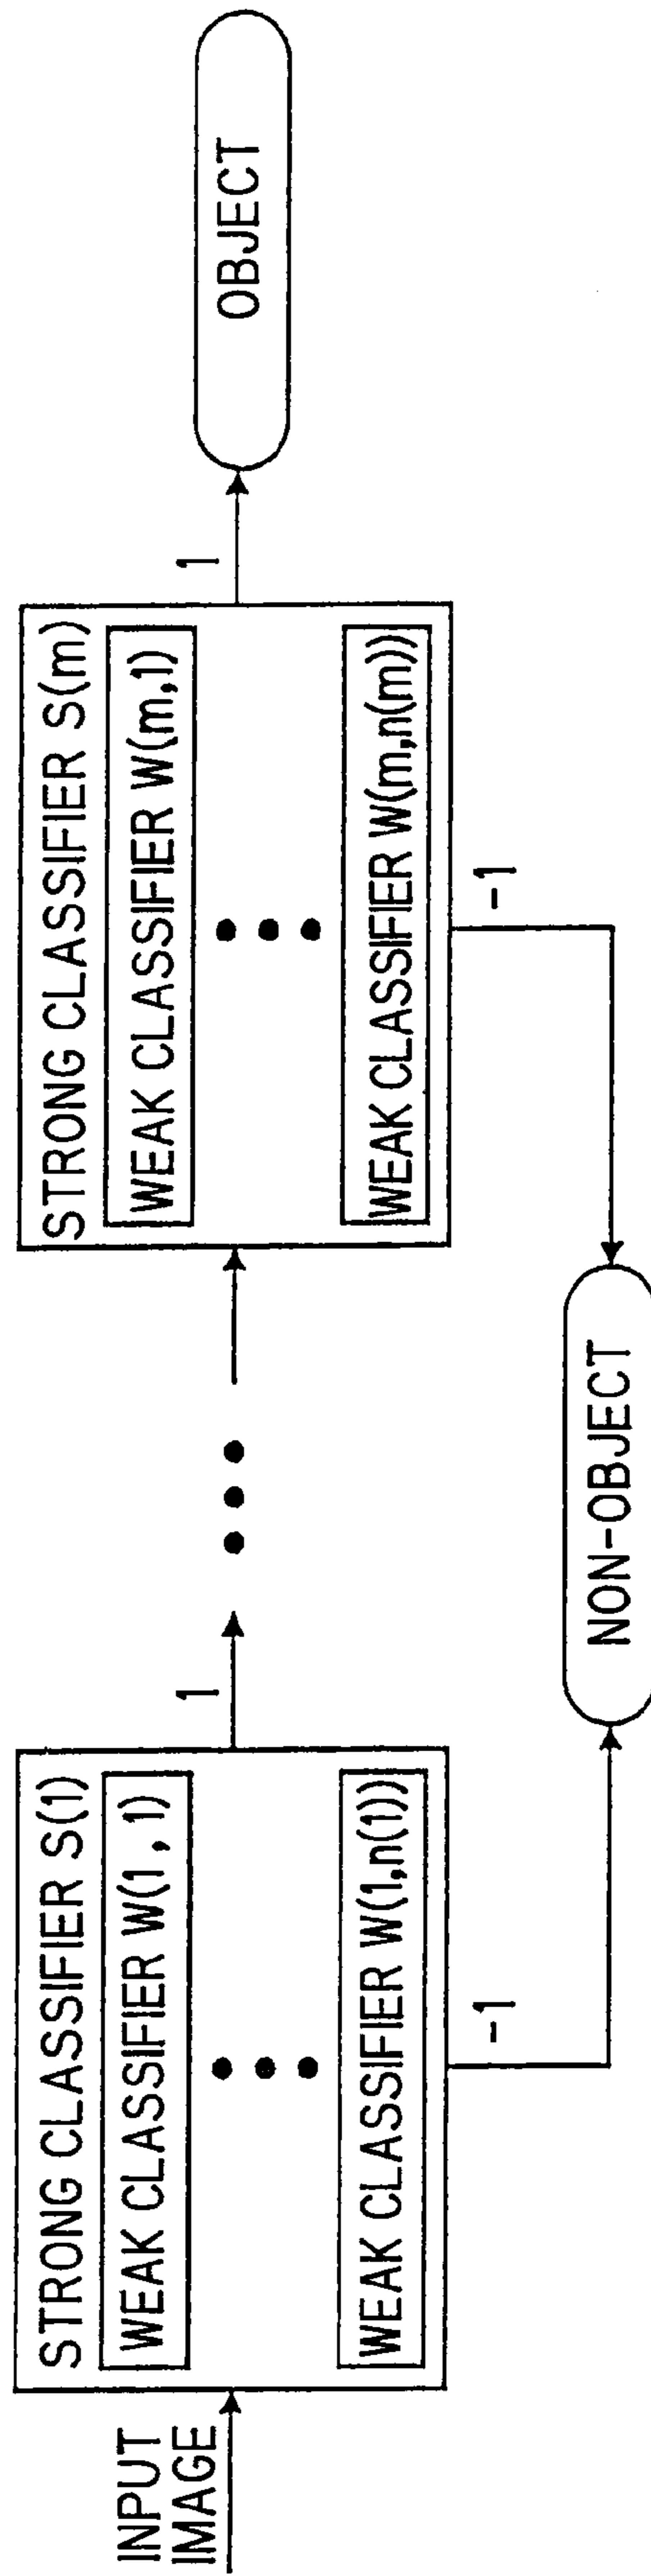 INPUT
IMAGE
STRONG CLASSIFIER S(1)
WEAK CLASSIFIER W(1,1)
WEAK CLASSIFIER W(1,n(1))
1
-1
STRONG CLASSIFIER S(m)
WEAK CLASSIFIER W(m,1)
WEAK CLASSIFIER W(m,n(m))
1
-1
OBJECT
NON-OBJECT